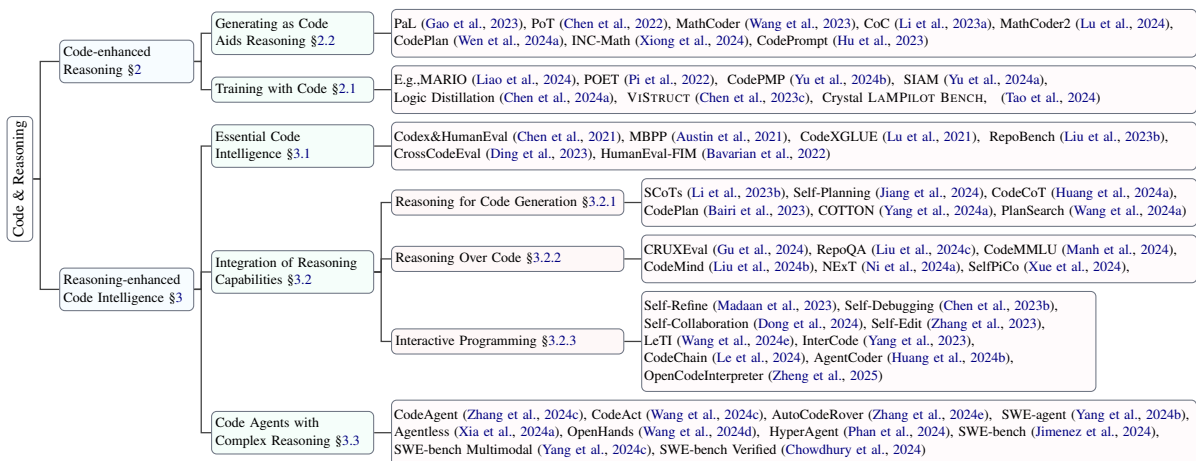 Code & Reasoning
Code-enhanced
Reasoning §2
Generating as Code
Aids Reasoning §2.2
PaL (Gao et al., 2023), PoT (Chen et al., 2022), MathCoder (Wang et al., 2023), CoC (Li et al., 2023a), MathCoder2 (Lu et al., 2024),
CodePlan (Wen et al., 2024a), INC-Math (Xiong et al., 2024), CodePrompt (Hu et al., 2023)
Training with Code §2.1
E.g.,MARIO (Liao et al., 2024), POET (Pi et al., 2022), CodePMP (Yu et al., 2024b), SIAM (Yu et al., 2024a),
Logic Distillation (Chen et al., 2024a), VISTRUCT (Chen et al., 2023c), Crystal LAMPILOT BENCH, (Tao et al., 2024)
Reasoning-enhanced
Code Intelligence §3
Essential Code
Intelligence §3.1
Codex&HumanEval (Chen et al., 2021), MBPP (Austin et al., 2021), CodeXGLUE (Lu et al., 2021), RepoBench (Liu et al., 2023b),
CrossCodeEval (Ding et al., 2023), HumanEval-FIM (Bavarian et al., 2022)
Integration of Reasoning
Capabilities §3.2
Reasoning for Code Generation §3.2.1
SCoTs (Li et al., 2023b), Self-Planning (Jiang et al., 2024), CodeCoT (Huang et al., 2024a),
CodePlan (Bairi et al., 2023), COTTON (Yang et al., 2024a), PlanSearch (Wang et al., 2024a)
Reasoning Over Code §3.2.2
CRUXEval (Gu et al., 2024), RepoQA (Liu et al., 2024c), CodeMMLU (Manh et al., 2024),
CodeMind (Liu et al., 2024b), NExT (Ni et al., 2024a), SelfPiCo (Xue et al., 2024),
Interactive Programming §3.2.3
Self-Refine (Madaan et al., 2023), Self-Debugging (Chen et al., 2023b),
Self-Collaboration (Dong et al., 2024), Self-Edit (Zhang et al., 2023),
LeTI (Wang et al., 2024e), InterCode (Yang et al., 2023),
CodeChain (Le et al., 2024), AgentCoder (Huang et al., 2024b),
OpenCodeInterpreter (Zheng et al., 2025)
Code Agents with
Complex Reasoning §3.3
CodeAgent (Zhang et al., 2024c), CodeAct (Wang et al., 2024c), AutoCodeRover (Zhang et al., 2024e), SWE-agent (Yang et al., 2024b),
Agentless (Xia et al., 2024a), OpenHands (Wang et al., 2024d), HyperAgent (Phan et al., 2024), SWE-bench (Jimenez et al., 2024),
SWE-bench Multimodal (Yang et al., 2024c), SWE-bench Verified (Chowdhury et al., 2024)